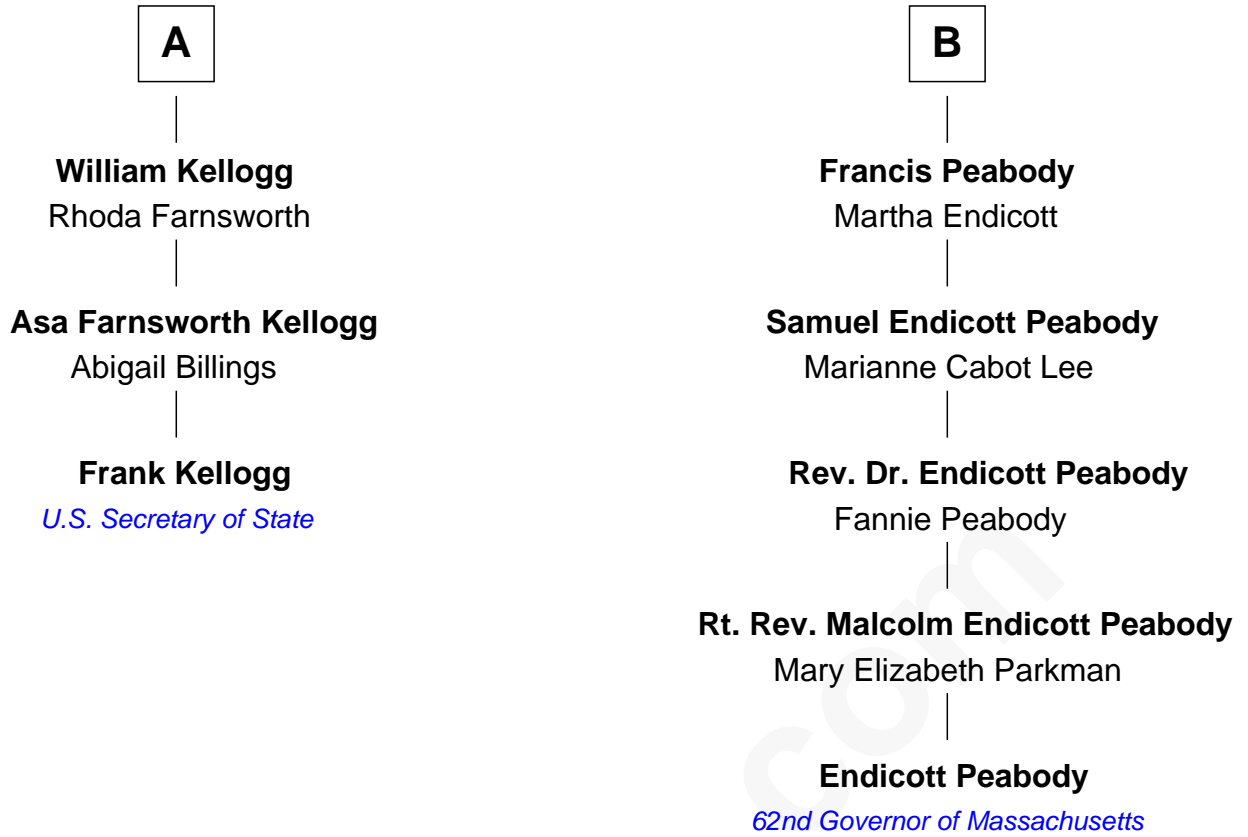 A
William Kellogg
Rhoda Farnsworth
Asa Farnsworth Kellogg
Abigail Billings
Frank Kellogg
U.S. Secretary of State
B
Francis Peabody
Martha Endicott
Samuel Endicott Peabody
Marianne Cabot Lee
Rev. Dr. Endicott Peabody
Fannie Peabody
Rt. Rev. Malcolm Endicott Peabody
Mary Elizabeth Parkman
Endicott Peabody
62nd Governor of Massachusetts
com